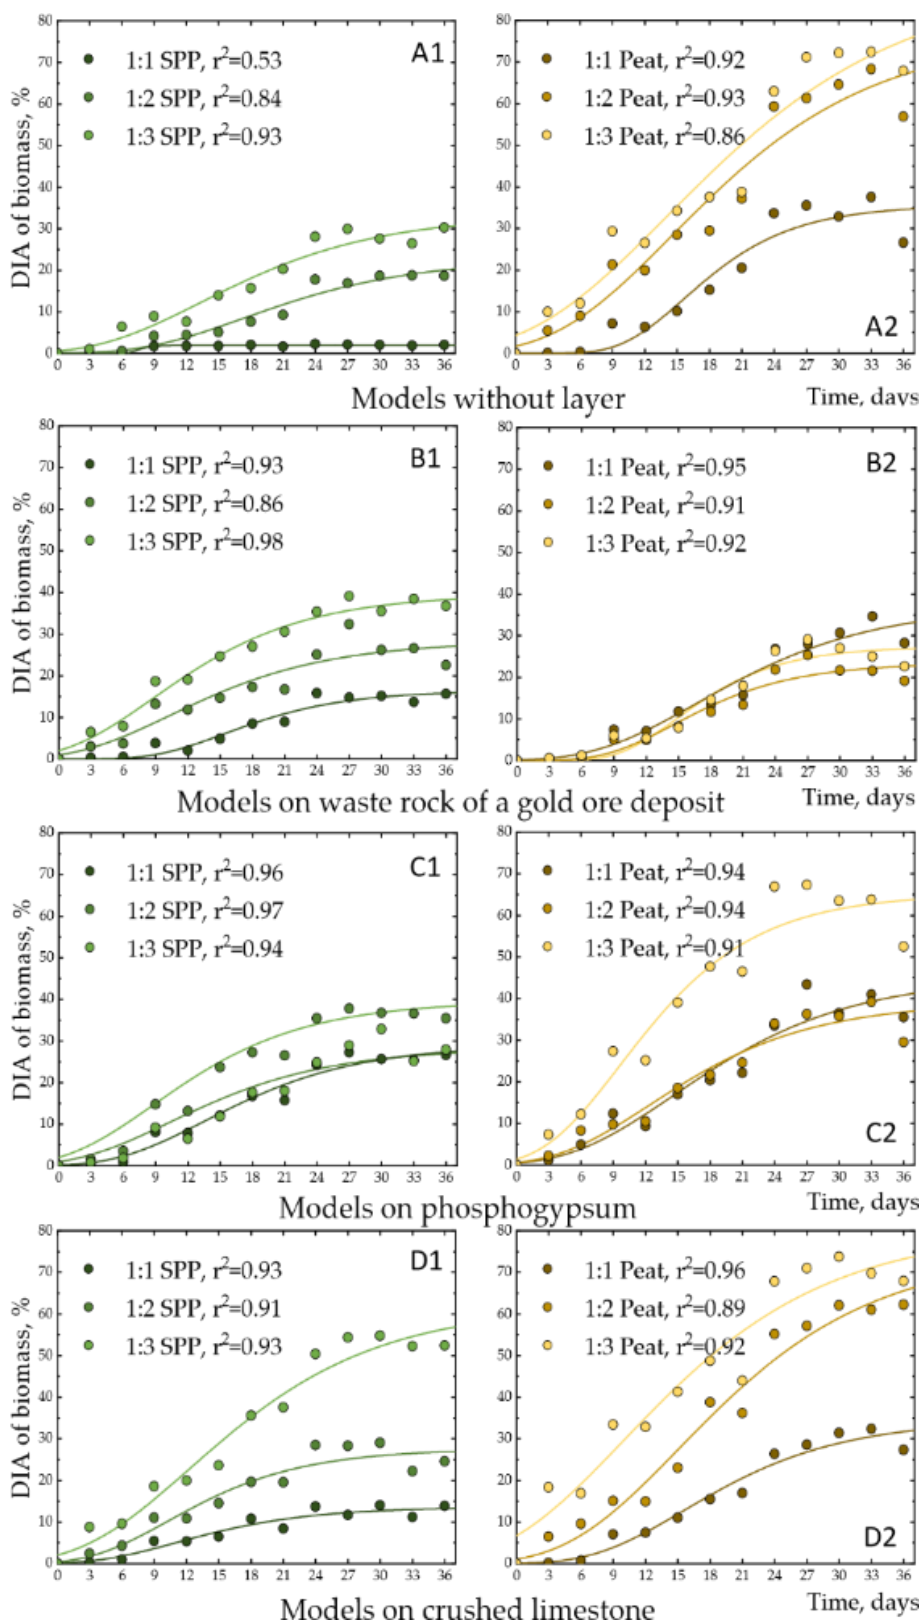 DIA of biomass, %
80
70
60
50
40
30
20
10
0
1:1 SPP, r²=0.53
1:2 SPP, r²=0.84
1:3 SPP, r²=0.93
A1
0 3 6 9 12 15 18 21 24 27 30 33 36
80
70
60
50
40
30
20
10
0
1:1 Peat, r²=0.92
1:2 Peat, r²=0.93
1:3 Peat, r²=0.86
A2
0 3 6 9 12 15 18 21 24 27 30 33 36
Models without layer
Time, days
DIA of biomass, %
80
70
60
50
40
30
20
10
0
1:1 SPP, r²=0.93
1:2 SPP, r²=0.86
1:3 SPP, r²=0.98
B1
0 3 6 9 12 15 18 21 24 27 30 33 36
80
70
60
50
40
30
20
10
0
1:1 Peat, r²=0.95
1:2 Peat, r²=0.91
1:3 Peat, r²=0.92
B2
0 3 6 9 12 15 18 21 24 27 30 33 36
Models on waste rock of a gold ore deposit
Time, days
DIA of biomass, %
80
70
60
50
40
30
20
10
0
1:1 SPP, r²=0.96
1:2 SPP, r²=0.97
1:3 SPP, r²=0.94
C1
0 3 6 9 12 15 18 21 24 27 30 33 36
80
70
60
50
40
30
20
10
0
1:1 Peat, r²=0.94
1:2 Peat, r²=0.94
1:3 Peat, r²=0.91
C2
0 3 6 9 12 15 18 21 24 27 30 33 36
Models on phosphogypsum
Time, days
DIA of biomass, %
80
70
60
50
40
30
20
10
0
1:1 SPP, r²=0.93
1:2 SPP, r²=0.91
1:3 SPP, r²=0.93
D1
0 3 6 9 12 15 18 21 24 27 30 33 36
80
70
60
50
40
30
20
10
0
1:1 Peat, r²=0.96
1:2 Peat, r²=0.89
1:3 Peat, r²=0.92
D2
0 3 6 9 12 15 18 21 24 27 30 33 36
Models on crushed limestone
Time, days